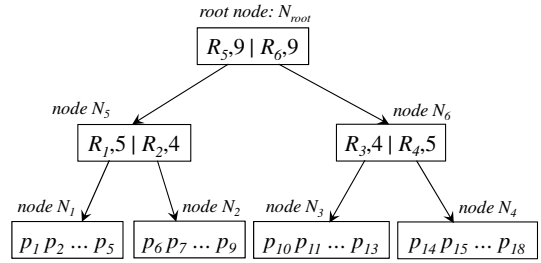 root node: N_root
R_5,9 | R_6,9
node N_5
node N_6
R_1,5 | R_2,4
R_3,4 | R_4,5
node N_1
node N_2
node N_3
node N_4
p_1 p_2 ... p_5
p_6 p_7 ... p_9
p_10 p_11 ... p_13
p_14 p_15 ... p_18